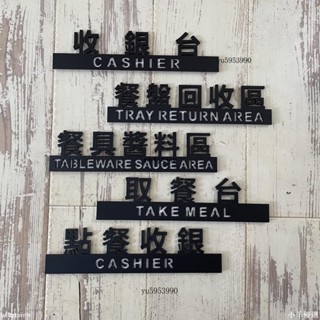 收銀台
CASHIER
yu5953990
餐盤回收區
TRAY RETURN AREA
餐具醬料區
TABLEWARE SAUCE AREA
取餐台
TAKE MEAL
點餐收銀
CASHIER
yu5953990